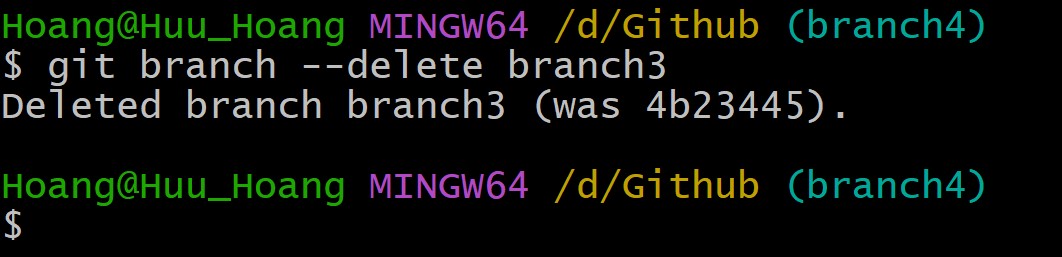 Hoang@Huu_Hoang MINGW64 /d/Github (branch4)
$ git branch --delete branch3
Deleted branch branch3 (was 4b23445).
Hoang@Huu_Hoang MINGW64 /d/Github (branch4)
$